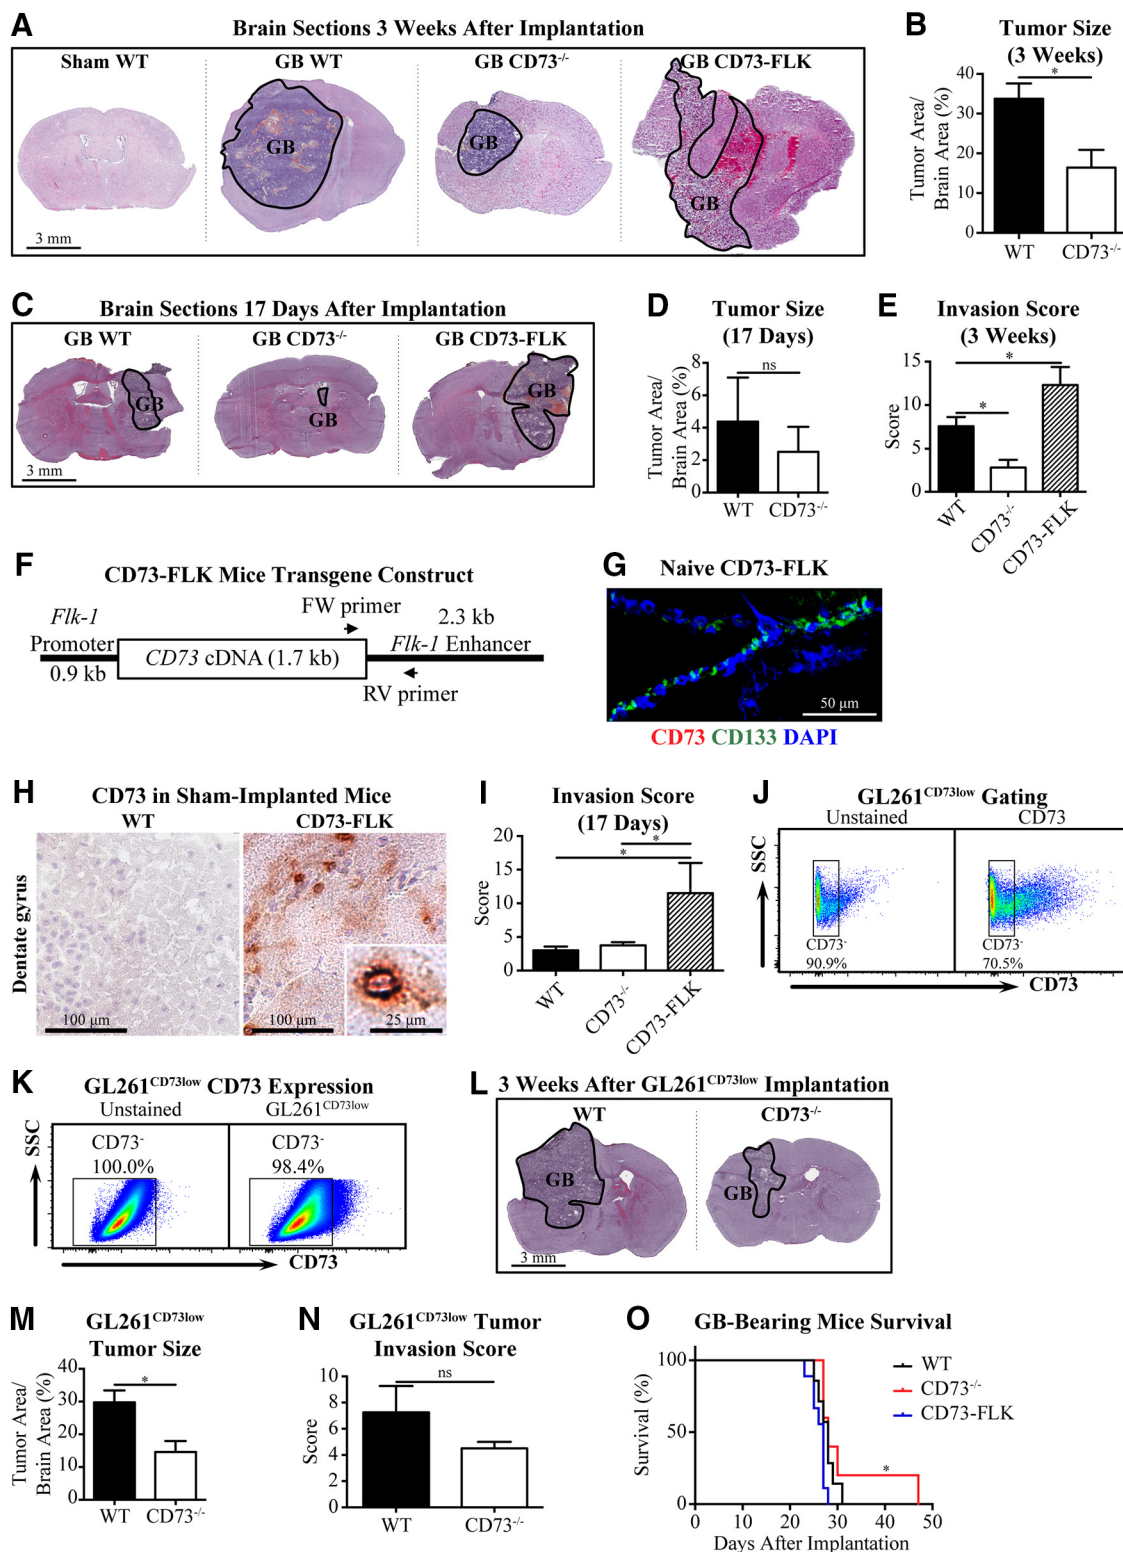 A
Brain Sections 3 Weeks After Implantation
Sham WT
GB WT
GB CD73-/-
GB CD73-FLK
GB
GB
GB
3 mm
B
Tumor Size
(3 Weeks)
Tumor Area/
Brain Area (%)
40
30
20
10
0
*
WT
CD73-/-
C
Brain Sections 17 Days After Implantation
GB WT
GB CD73-/-
GB CD73-FLK
GB
GB
GB
3 mm
D
Tumor Size
(17 Days)
Tumor Area/
Brain Area (%)
8
6
4
2
0
ns
WT
CD73-/-
E
Invasion Score
(3 Weeks)
Score
15
10
5
0
*
*
WT
CD73-/-
CD73-FLK
F
CD73-FLK Mice Transgene Construct
FW primer
Flk-1
Promoter
0.9 kb
CD73 cDNA (1.7 kb)
2.3 kb
Flk-1 Enhancer
RV primer
G
Naive CD73-FLK
50 µm
CD73 CD133 DAPI
H
CD73 in Sham-Implanted Mice
WT
CD73-FLK
Dentate gyrus
100 µm
100 µm
25 µm
I
Invasion Score
(17 Days)
Score
20
15
10
5
0
*
*
WT
CD73-/-
CD73-FLK
J
GL261CD73low Gating
Unstained
CD73
SSC
CD73-
90.9%
CD73-
70.5%
CD73
K
GL261CD73low CD73 Expression
Unstained
GL261CD73low
SSC
CD73-
100.0%
CD73-
98.4%
CD73
L
3 Weeks After GL261CD73low Implantation
WT
CD73-/-
GB
GB
3 mm
M
GL261CD73low
Tumor Size
Tumor Area/
Brain Area (%)
40
30
20
10
0
*
WT
CD73-/-
N
GL261CD73low Tumor
Invasion Score
Score
10
8
6
4
2
0
ns
WT
CD73-/-
O
GB-Bearing Mice Survival
Survival (%)
100
50
0
WT
CD73-/-
CD73-FLK
*
0
10
20
30
40
50
Days After Implantation